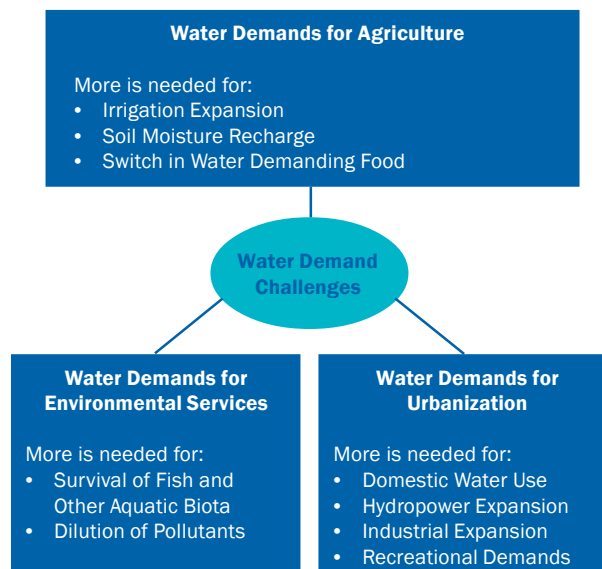 Water Demands for Agriculture
More is needed for:
• Irrigation Expansion
• Soil Moisture Recharge
• Switch in Water Demanding Food
Water Demand
Challenges
Water Demands for
Environmental Services
More is needed for:
• Survival of Fish and
Other Aquatic Biota
• Dilution of Pollutants
Water Demands for
Urbanization
More is needed for:
• Domestic Water Use
• Hydropower Expansion
• Industrial Expansion
• Recreational Demands